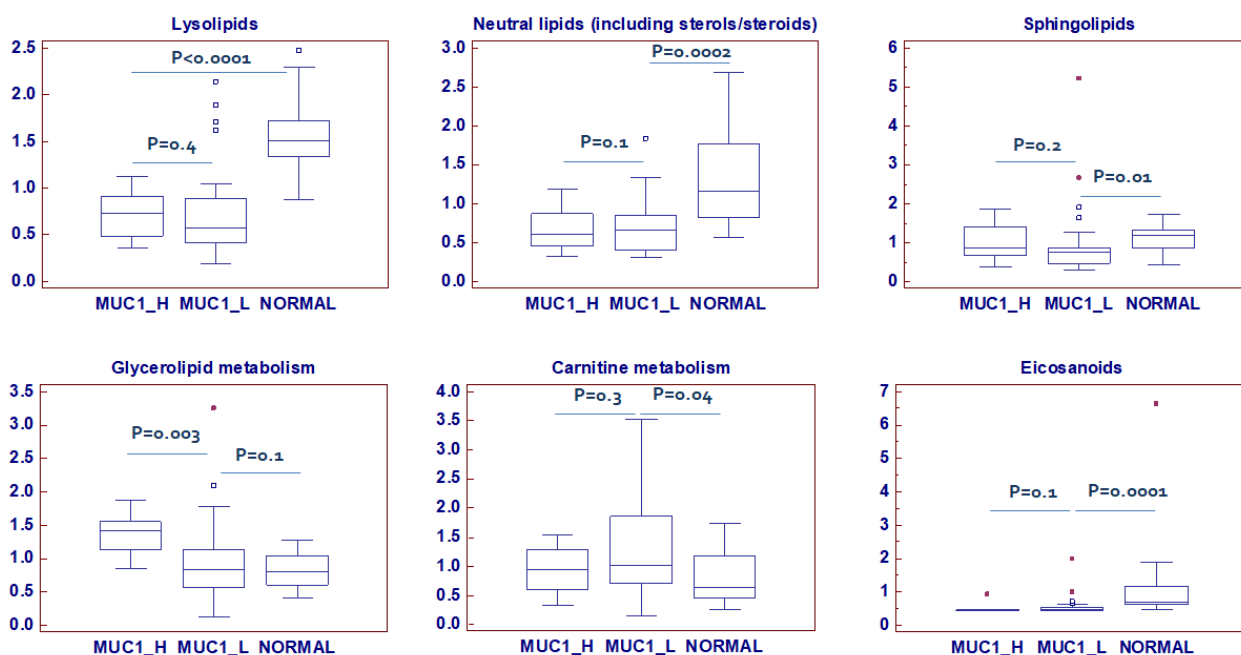 Lysolipids
2.5
2.0
1.5
1.0
0.5
0.0
P<0.0001
P=0.4
MUC1_H MUC1_L NORMAL
Neutral lipids (including sterols/steroids)
3.0
2.5
2.0
1.5
1.0
0.5
0.0
P=0.0002
P=0.1
MUC1_H MUC1_L NORMAL
Sphingolipids
6
5
4
3
2
1
0
P=0.2
P=0.01
MUC1_H MUC1_L NORMAL
Glycerolipid metabolism
3.5
3.0
2.5
2.0
1.5
1.0
0.5
0.0
P=0.003
P=0.1
MUC1_H MUC1_L NORMAL
Carnitine metabolism
4.0
3.5
3.0
2.5
2.0
1.5
1.0
0.5
0.0
P=0.3
P=0.04
MUC1_H MUC1_L NORMAL
Eicosanoids
7
6
5
4
3
2
1
0
P=0.1
P=0.0001
MUC1_H MUC1_L NORMAL